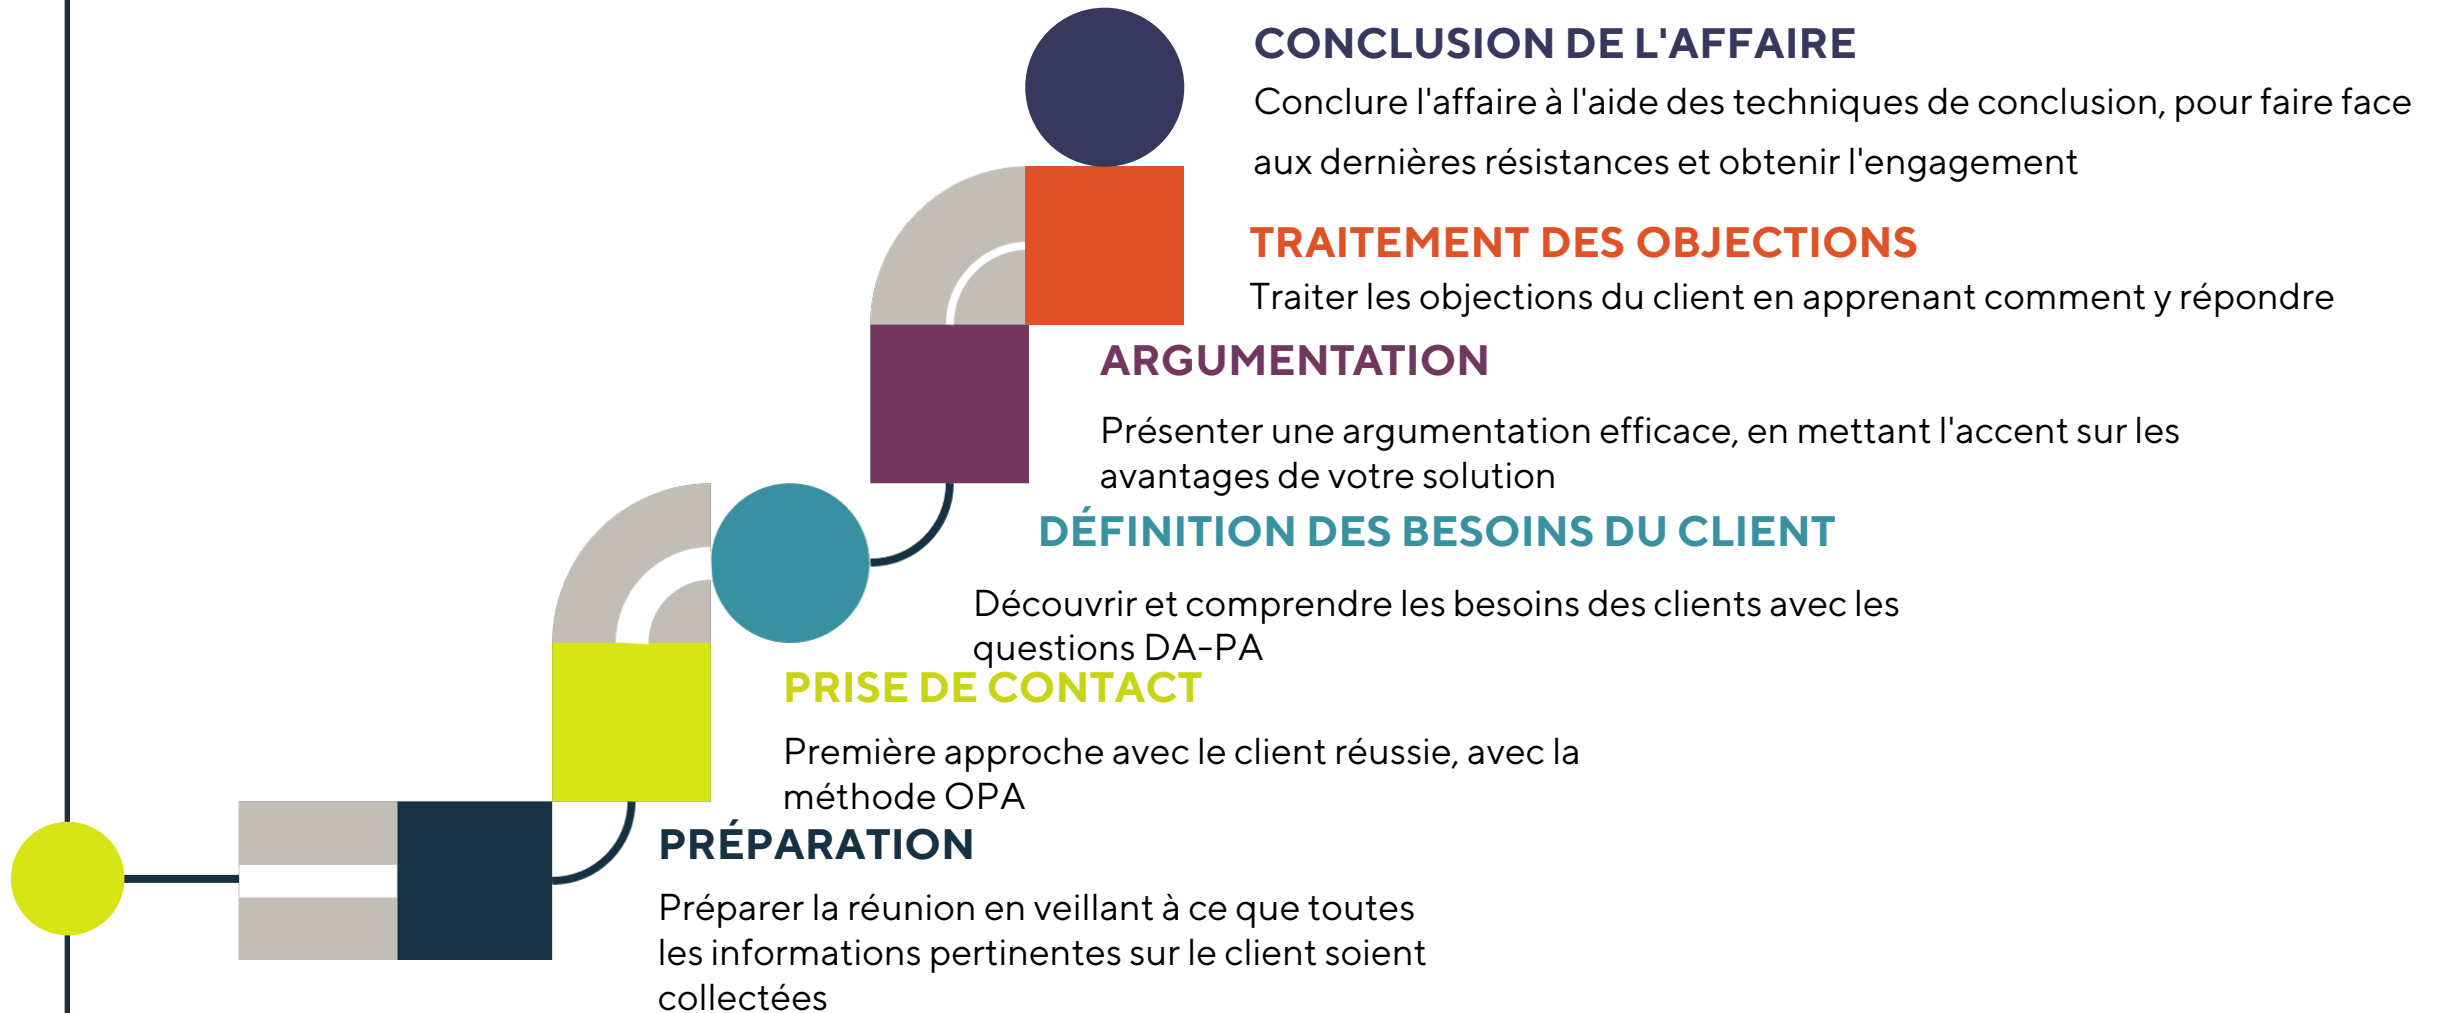 CONCLUSION DE L'AFFAIRE
Conclure l'affaire à l'aide des techniques de conclusion, pour faire face
aux dernières résistances et obtenir l'engagement
TRAITEMENT DES OBJECTIONS
Traiter les objections du client en apprenant comment y répondre
ARGUMENTATION
Présenter une argumentation efficace, en mettant l'accent sur les
avantages de votre solution
DÉFINITION DES BESOINS DU CLIENT
Découvrir et comprendre les besoins des clients avec les
questions DA-PA
PRISE DE CONTACT
Première approche avec le client réussie, avec la
méthode OPA
PRÉPARATION
Préparer la réunion en veillant à ce que toutes
les informations pertinentes sur le client soient
collectées